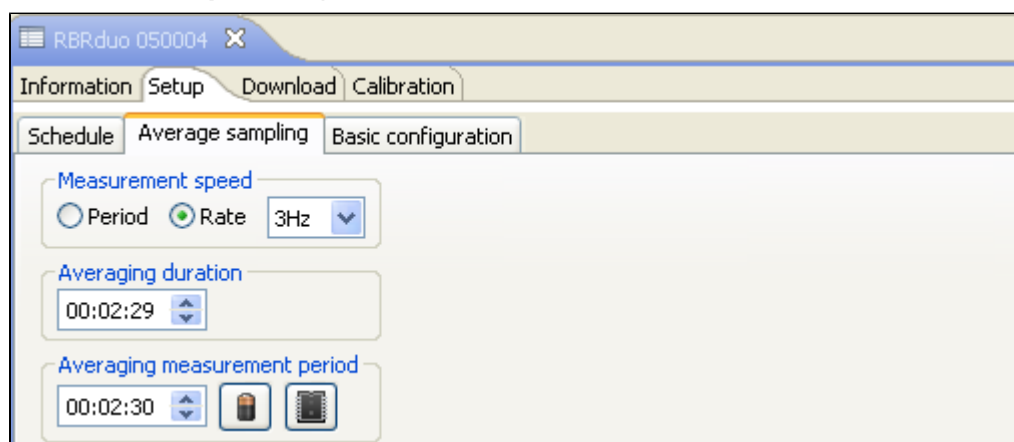 RBRduo 050004
Information Setup Download Calibration
Schedule Average sampling Basic configuration
Measurement speed
Period Rate 3Hz
Averaging duration
00:02:29
Averaging measurement period
00:02:30